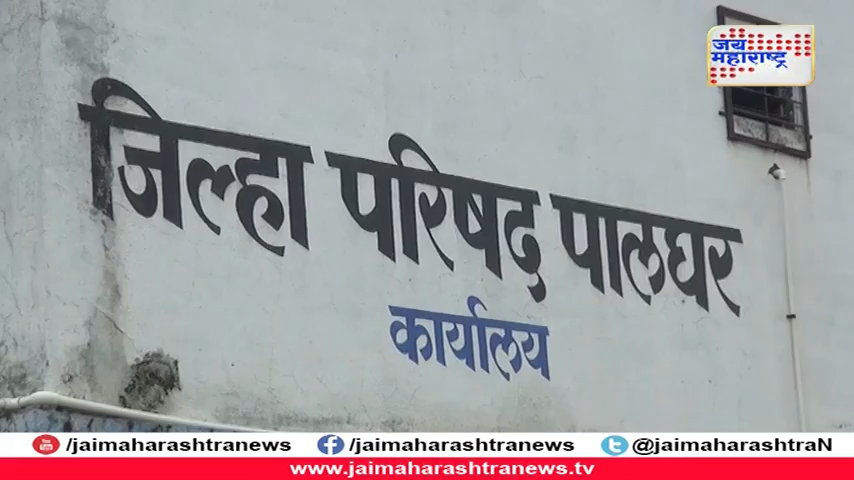 जय
महाराष्ट्र
जिल्हा परिषद पालघर
कार्यालय
/jaimaharashtranews /jaimaharashtranews @jaimaharashtraN
www.jaimaharashtranews.tv